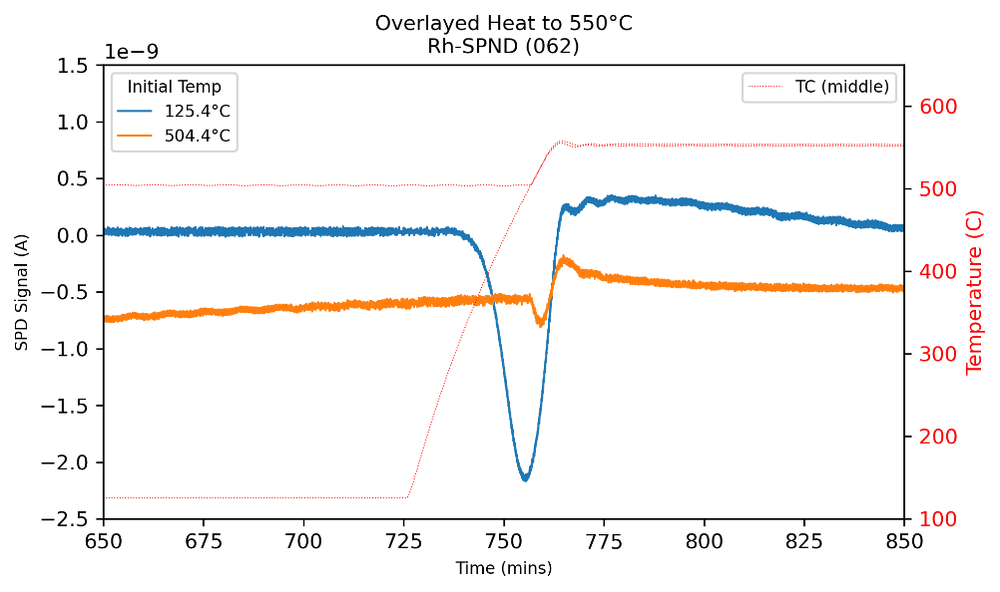 Overlayed Heat to 550°C
Rh-SPND (062)
1e−9
Initial Temp
125.4°C
504.4°C
TC (middle)
1.5
1.0
0.5
0.0
−0.5
−1.0
−1.5
−2.0
−2.5
SPD Signal (A)
600
500
400
300
200
100
Temperature (C)
650 675 700 725 750 775 800 825 850
Time (mins)